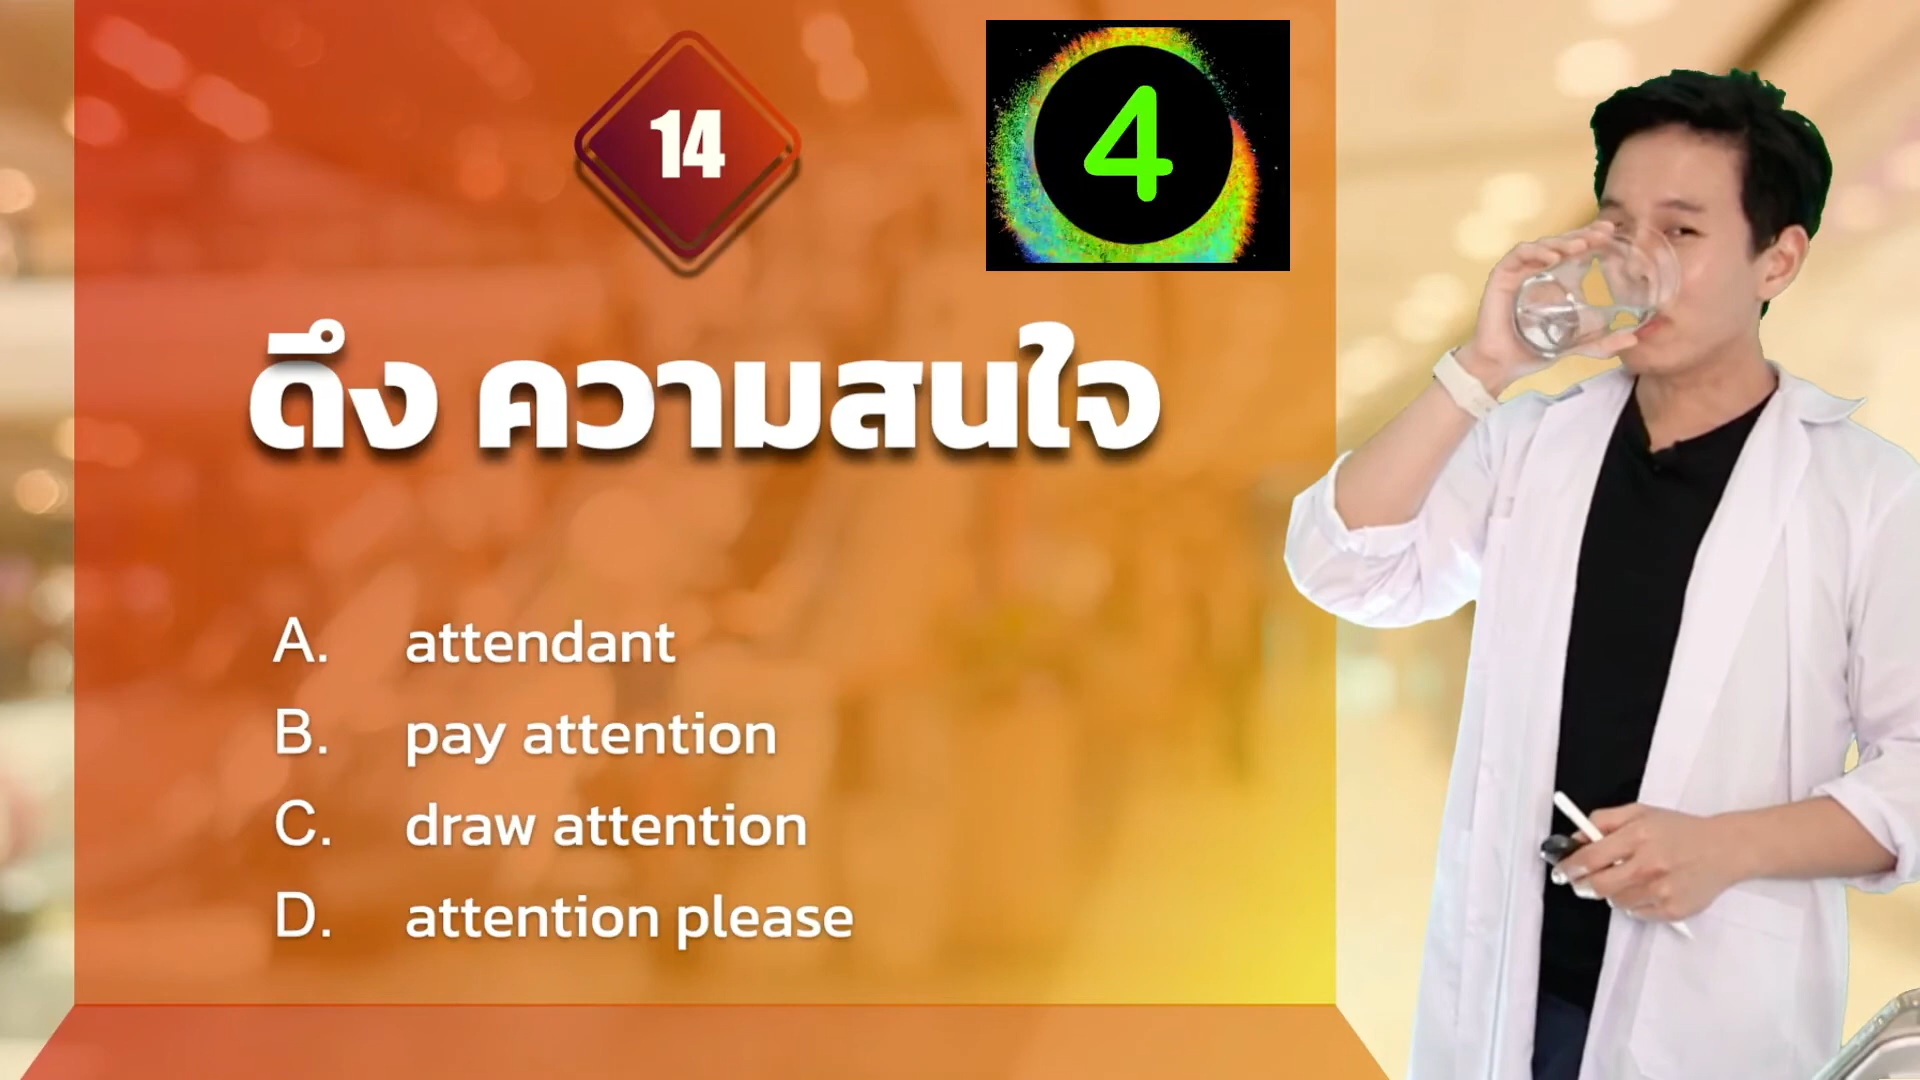 14
4
ดึง ความสนใจ
A. attendant
B. pay attention
C. draw attention
D. attention please